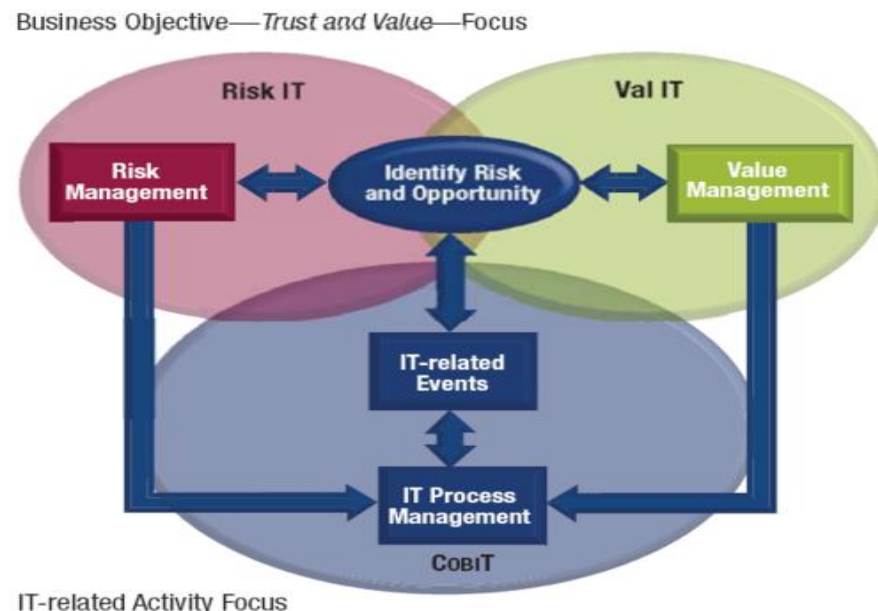 Business Objective—Trust and Value—Focus
Risk IT
Val IT
Risk
Management
Identify Risk
and Opportunity
Value
Management
IT-related
Events
IT Process
Management
COBIT
IT-related Activity Focus